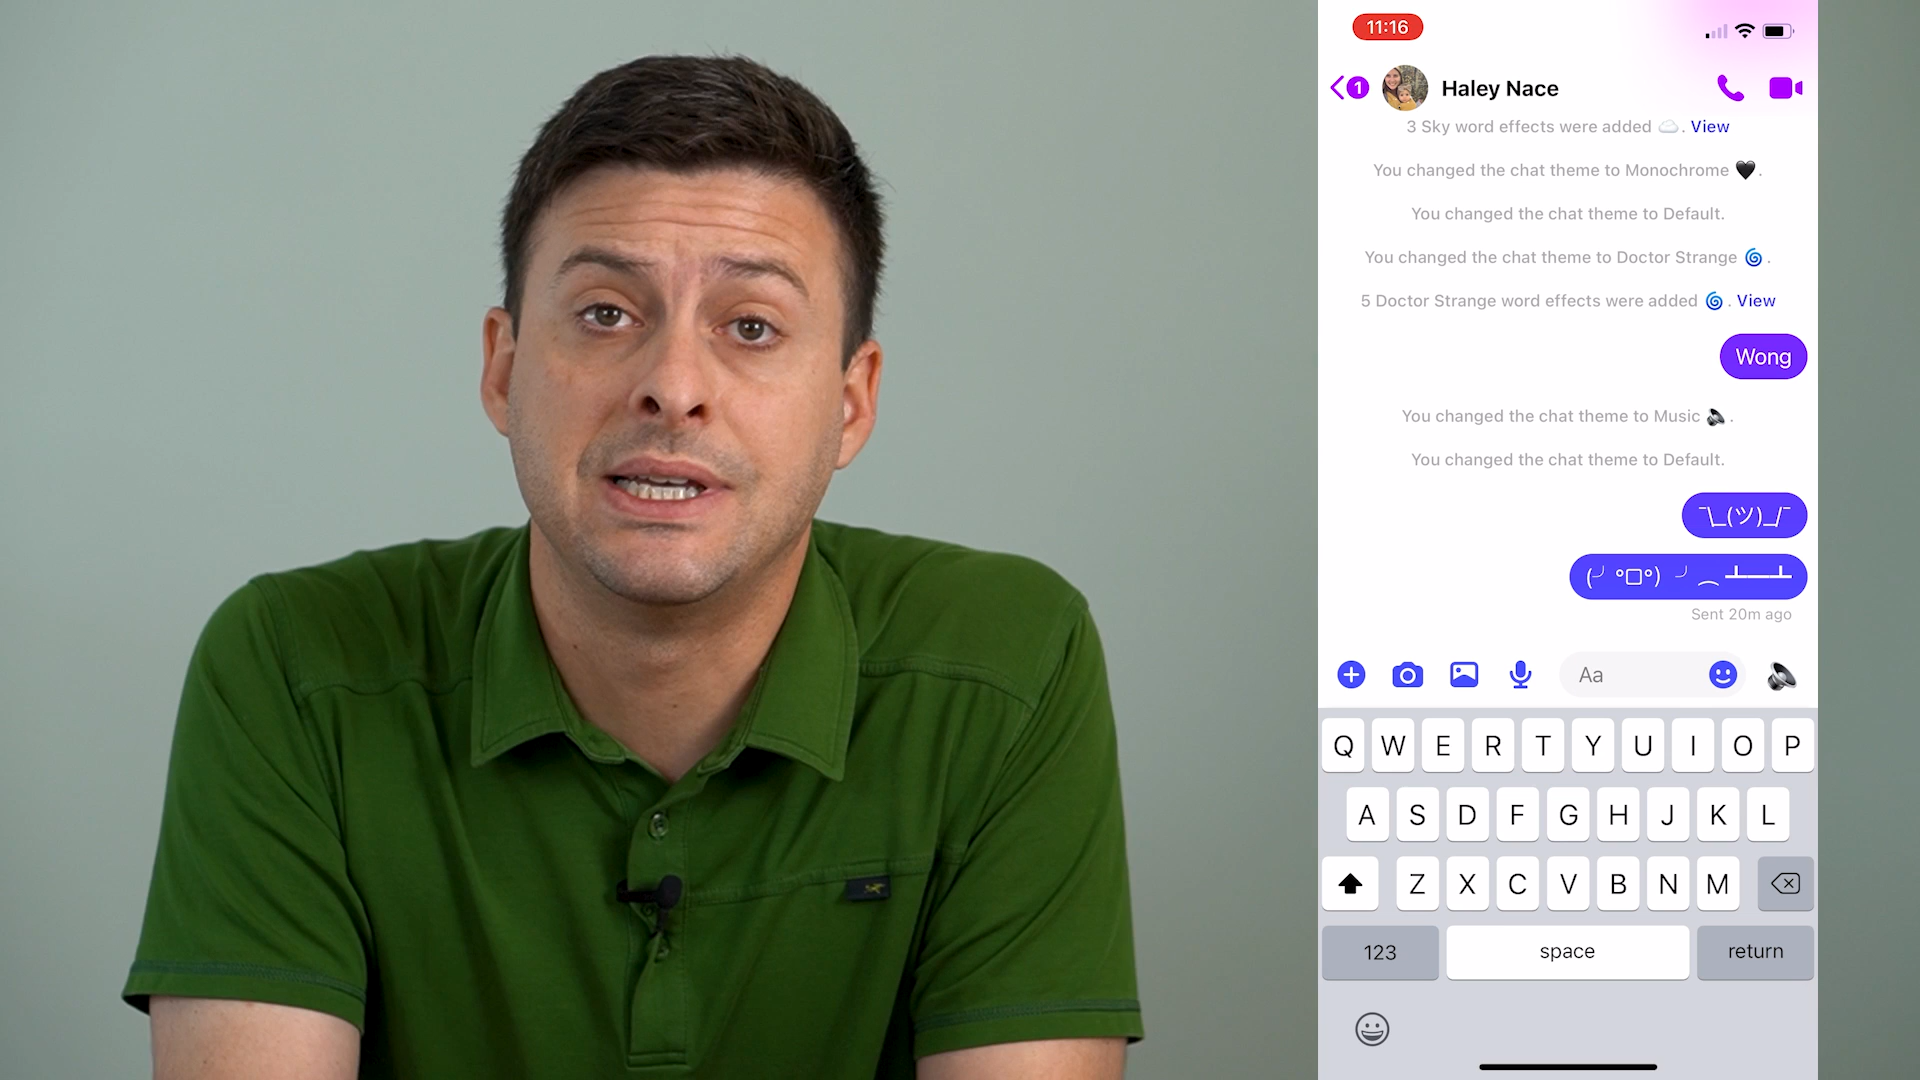 11:16
1
Haley Nace
3 Sky word effects were added ☁️. View
You changed the chat theme to Monochrome 🖤.
You changed the chat theme to Default.
You changed the chat theme to Doctor Strange 🌀.
5 Doctor Strange word effects were added 🌀. View
Wong
You changed the chat theme to Music 🔊.
You changed the chat theme to Default.
¯\_(ツ)_/¯
(╯°□°)╯︵ ┻━┻
Sent 20m ago
Aa
Q W E R T Y U I O P
A S D F G H J K L
Z X C V B N M
123 space return